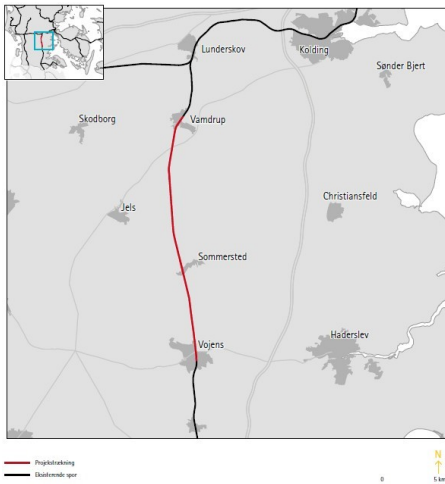 Lunderskov
Kolding
Sønder Bjert
Skodborg
Vamdrup
Jels
Christiansfeld
Sommersted
Vojens
Haderslev
Projektstrækning
Eksisterende spor
N
0
5 km